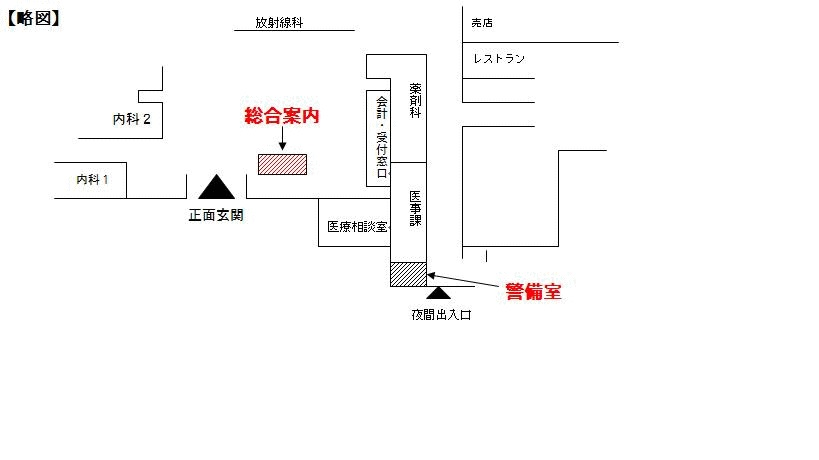 【略図】
放射線科
売店
レストラン
内科２
総合案内
会計・受付窓口
薬剤科
内科１
正面玄関
医療相談室
医事課
警備室
夜間出入口